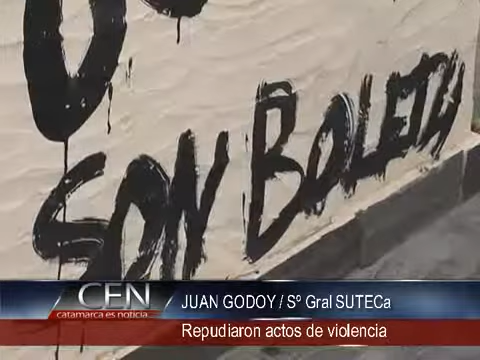 SON BOLETA
CEN
catamarca es noticia
JUAN GODOY / Sº Gral SUTECa
Repudiaron actos de violencia